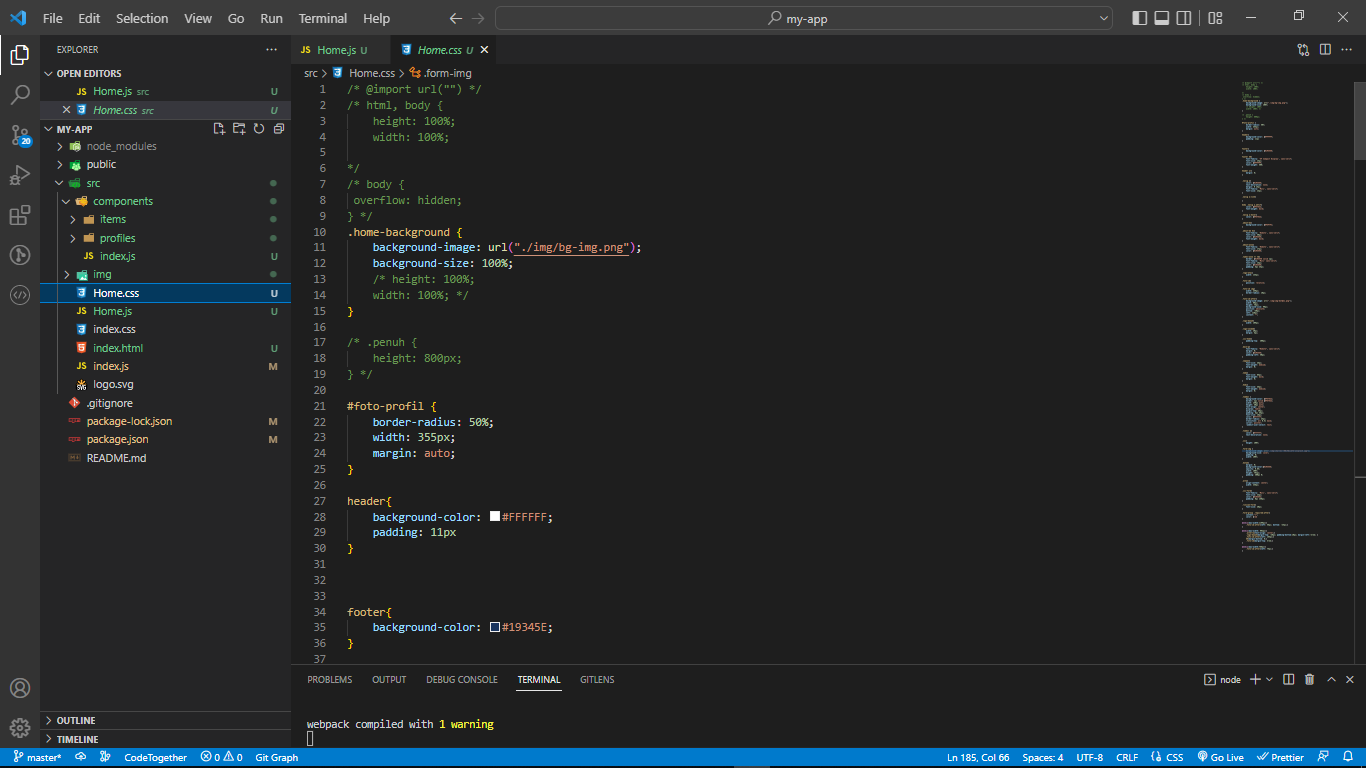 File Edit Selection View Go Run Terminal Help
my-app
EXPLORER
OPEN EDITORS
JS Home.js src U
Home.css src U
MY-APP
node_modules
public
src
components
items
profiles
JS index.js U
img
Home.css U
JS Home.js U
index.css
index.html U
JS index.js M
logo.svg
.gitignore
package-lock.json M
package.json M
README.md
OUTLINE
TIMELINE
20
JS Home.js U
Home.css U
src > Home.css > .form-img
1 /* @import url("") */
2 /* html, body {
3     height: 100%;
4     width: 100%;
5
6 */
7 /* body {
8  overflow: hidden;
9 } */
10 .home-background {
11     background-image: url("./img/bg-img.png");
12     background-size: 100%;
13     /* height: 100%;
14     width: 100%; */
15 }
16
17 /* .penuh {
18     height: 800px;
19 } */
20
21 #foto-profil {
22     border-radius: 50%;
23     width: 355px;
24     margin: auto;
25 }
26
27 header{
28     background-color: #FFFFFF;
29     padding: 11px
30 }
31
32
33
34 footer{
35     background-color: #19345E;
36 }
37
PROBLEMS OUTPUT DEBUG CONSOLE TERMINAL GITLENS
node
webpack compiled with 1 warning
master* CodeTogether 0 0 Git Graph
Ln 185, Col 66 Spaces: 4 UTF-8 CRLF CSS Go Live Prettier